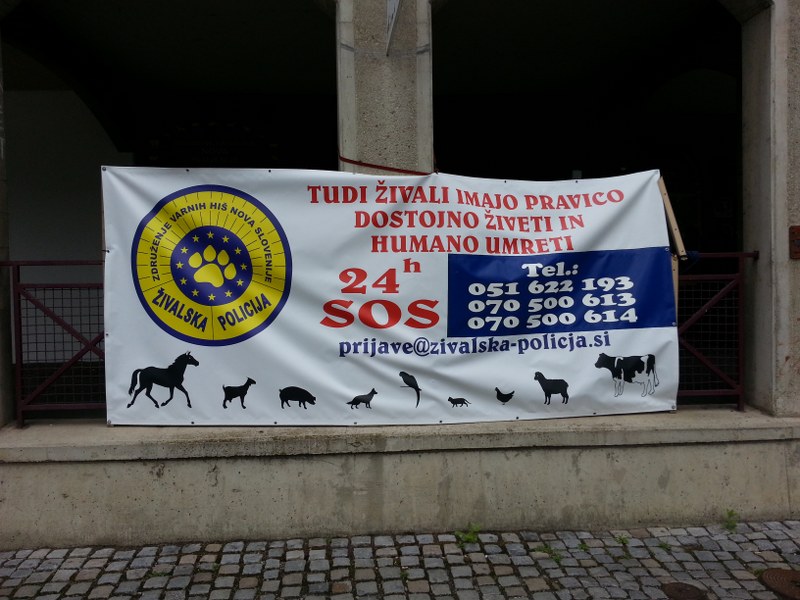 ZDRUŽENJE VARNIH HIŠ NOVA SLOVENIJE
ŽIVALSKA POLICIJA
TUDI ŽIVALI IMAJO PRAVICO
DOSTOJNO ŽIVETI IN
HUMANO UMRETI
24h
SOS
Tel.:
051 622 193
070 500 613
070 500 614
prijave@zivalska-policja.si